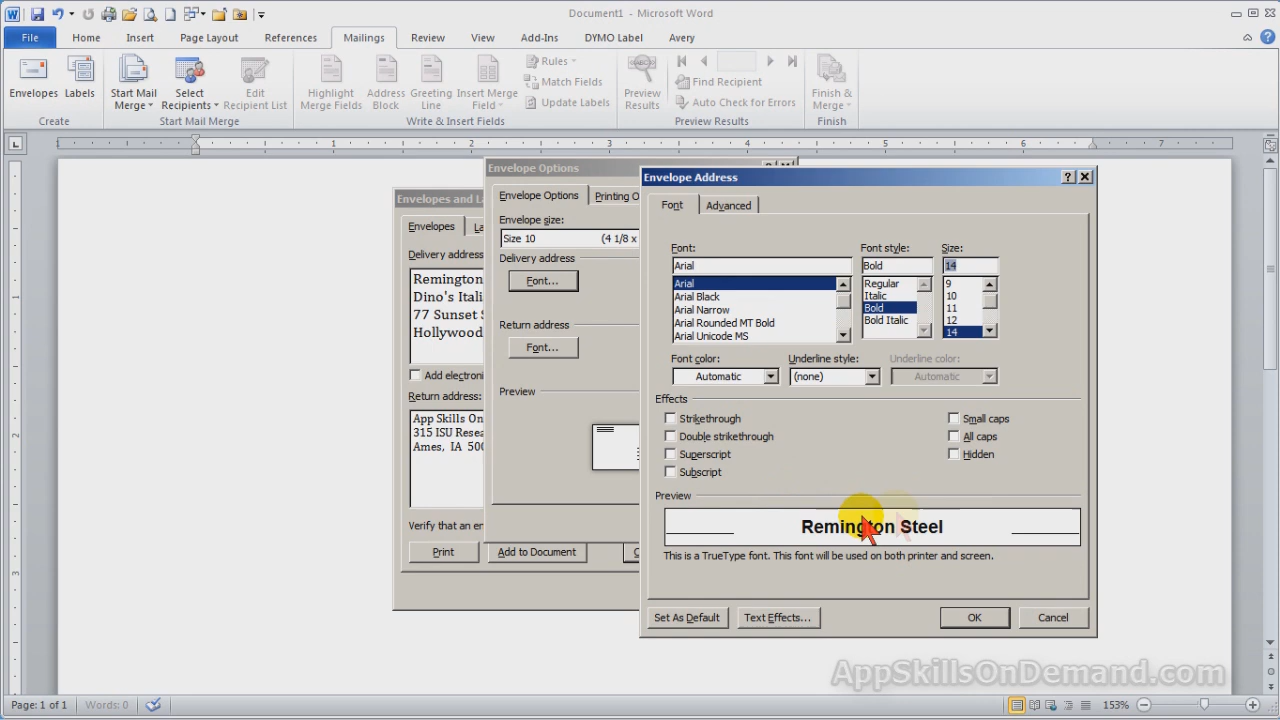 Document1 - Microsoft Word
File Home Insert Page Layout References Mailings Review View Add-Ins DYMO Label Avery
Envelopes Labels
Start Mail Merge Select Recipients Edit Recipient List
Highlight Merge Fields Address Block Greeting Line Insert Merge Field
Rules
Match Fields
Update Labels
Preview Results
Find Recipient
Auto Check for Errors
Finish & Merge
Create Start Mail Merge Write & Insert Fields Preview Results Finish
1 1 2 3 4 5 6 7
Envelopes and La
Envelopes La
Delivery address
Remington
Dino's Itali
77 Sunset S
Hollywood
Add electroni
Return address:
App Skills On
315 ISU Resea
Ames, IA 500
Verify that an en
Print Add to Document
Envelope Options
Envelope Options Printing O
Envelope size:
Size 10 (4 1/8 x
Delivery address
Font...
Return address
Font...
Preview
Envelope Address
Font Advanced
Font: Font style: Size:
Arial Bold 14
Arial
Arial Black
Arial Narrow
Arial Rounded MT Bold
Arial Unicode MS
Regular
Italic
Bold
Bold Italic
9
10
11
12
14
Font color: Underline style: Underline color:
Automatic (none) Automatic
Effects
Strikethrough
Double strikethrough
Superscript
Subscript
Small caps
All caps
Hidden
Preview
Remington Steel
This is a TrueType font. This font will be used on both printer and screen.
Set As Default Text Effects... OK Cancel
AppSkillsOnDemand.com
Page: 1 of 1 Words: 0 153%